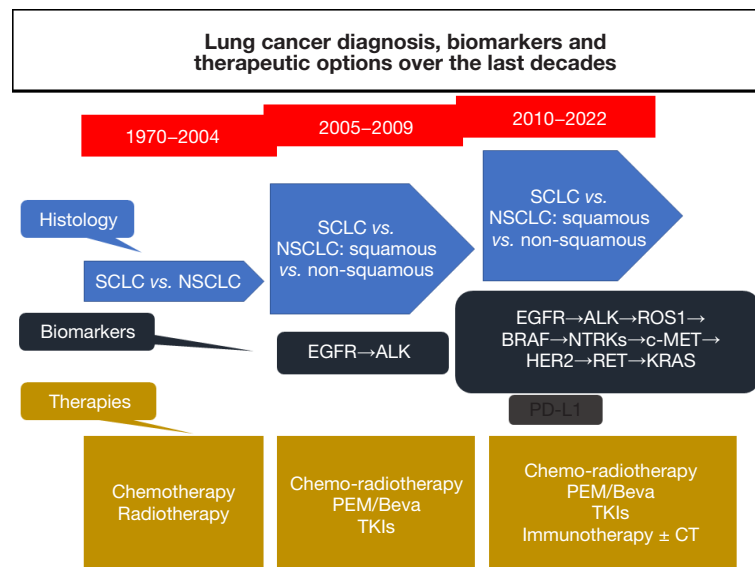 Lung cancer diagnosis, biomarkers and
therapeutic options over the last decades
1970–2004
2005–2009
2010–2022
Histology
SCLC vs. NSCLC
SCLC vs.
NSCLC: squamous
vs. non-squamous
SCLC vs.
NSCLC: squamous
vs. non-squamous
Biomarkers
EGFR→ALK
EGFR→ALK→ROS1→
BRAF→NTRKs→c-MET→
HER2→RET→KRAS
PD-L1
Therapies
Chemotherapy
Radiotherapy
Chemo-radiotherapy
PEM/Beva
TKIs
Chemo-radiotherapy
PEM/Beva
TKIs
Immunotherapy ± CT